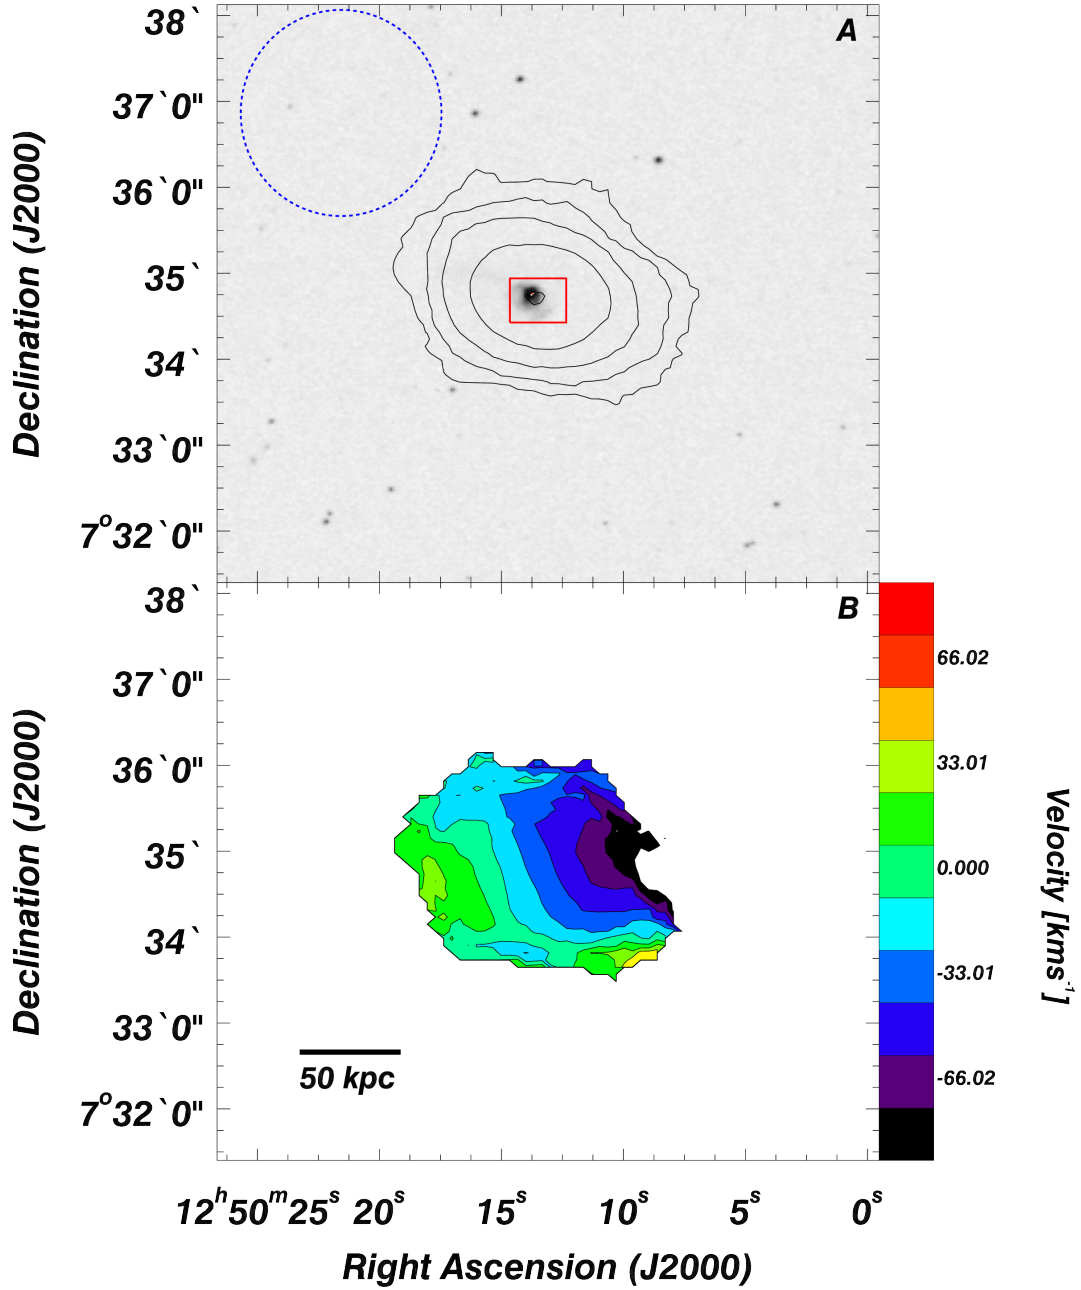 A
38`
37`0"
36`0"
35`
34`
33`0"
7°32`0"
Declination (J2000)
B
38`
37`0"
36`0"
35`
34`
33`0"
7°32`0"
Declination (J2000)
50 kpc
66.02
33.01
0.000
-33.01
-66.02
Velocity [kms⁻¹]
12ʰ50ᵐ25ˢ 20ˢ 15ˢ 10ˢ 5ˢ 0ˢ
Right Ascension (J2000)